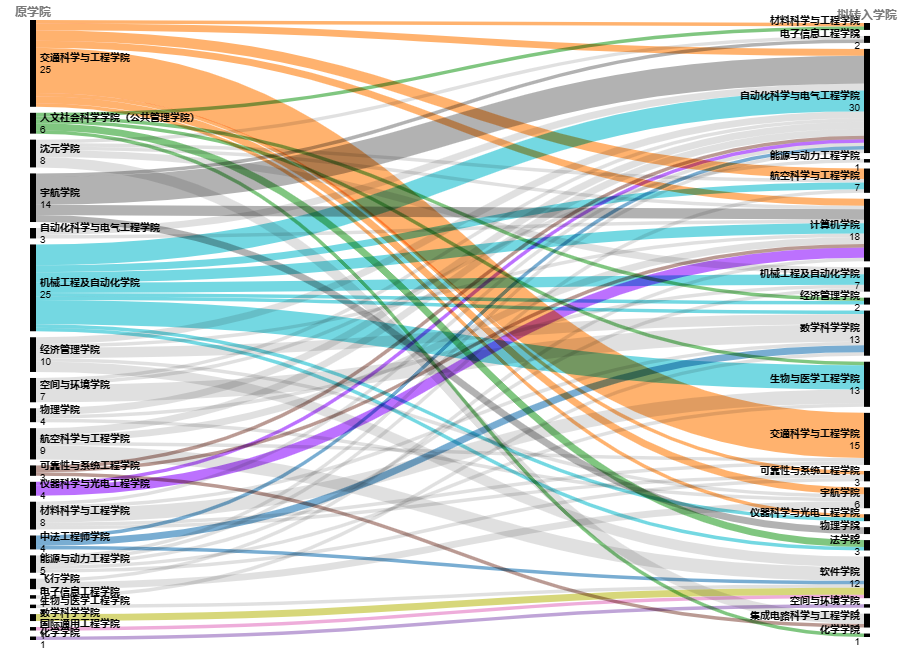 原学院
交通科学与工程学院
25
人文社会科学学院（公共管理学院）
6
沈元学院
8
宇航学院
14
自动化科学与电气工程学院
3
机械工程及自动化学院
25
经济管理学院
10
空间与环境学院
7
物理学院
4
航空科学与工程学院
9
可靠性与系统工程学院
仪器科学与光电工程学院
4
材料科学与工程学院
8
中法工程师学院
4
能源与动力工程学院
5
飞行学院
电子信息工程学院
生物与医学工程学院
数学科学学院
国际通用工程学院
化学学院
1
拟转入学院
材料科学与工程学院
电子信息工程学院
2
自动化科学与电气工程学院
30
能源与动力工程学院
1
航空科学与工程学院
7
计算机学院
18
机械工程及自动化学院
7
经济管理学院
2
数学科学学院
13
生物与医学工程学院
13
交通科学与工程学院
15
可靠性与系统工程学院
3
宇航学院
6
仪器科学与光电工程学院
物理学院
法学院
3
软件学院
12
空间与环境学院
集成电路科学与工程学院
化学学院
1